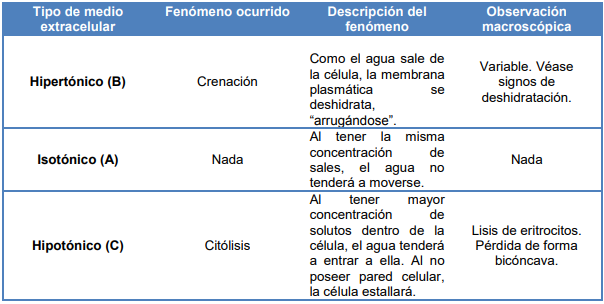 Tipo de medio extracelular
Fenómeno ocurrido
Descripción del fenómeno
Observación macroscópica
Hipertónico (B)
Crenación
Como el agua sale de
la célula, la membrana
plasmática se
deshidrata,
“arrugándose”.
Variable. Véase
signos de
deshidratación.
Isotónico (A)
Nada
Al tener la misma
concentración de
sales, el agua no
tenderá a moverse.
Nada
Hipotónico (C)
Citólisis
Al tener mayor
concentración de
solutos dentro de la
célula, el agua tenderá
a entrar a ella. Al no
poseer pared celular,
la célula estallará.
Lisis de eritrocitos.
Pérdida de forma
bicóncava.